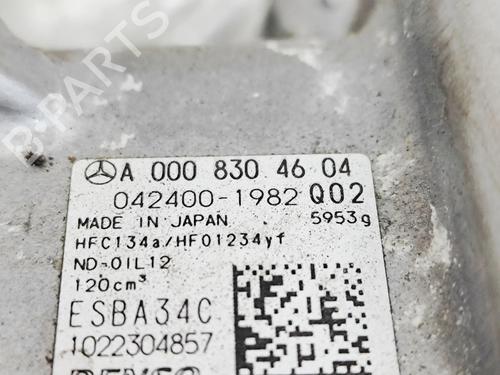 A 000 830 46 04
042400-1982 Q02
MADE IN JAPAN 5953g
HFC134a/HFO1234yf
ND-OIL12
120cm³
ESBA34C
1022304857
B-PARTS